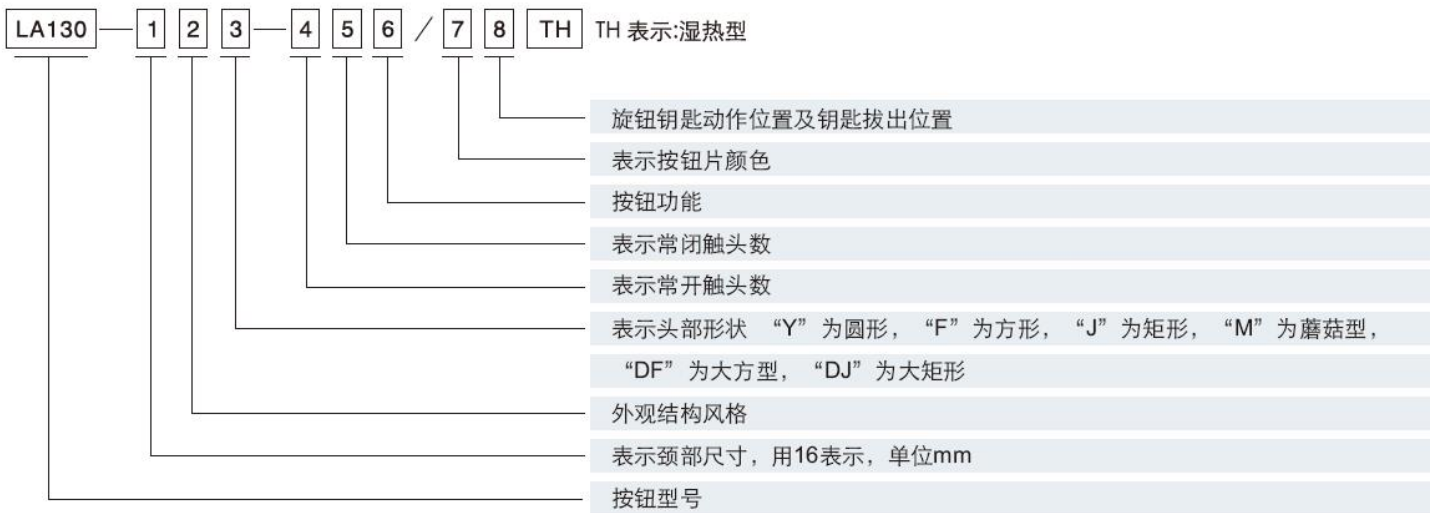 LA130 — 1 2 3 — 4 5 6 / 7 8 TH TH 表示:湿热型
旋钮钥匙动作位置及钥匙拔出位置
表示按钮片颜色
按钮功能
表示常闭触头数
表示常开触头数
表示头部形状 “Y”为圆形， “F”为方形， “J”为矩形， “M”为蘑菇型，
“DF”为大方型， “DJ”为大矩形
外观结构风格
表示颈部尺寸，用16表示，单位mm
按钮型号